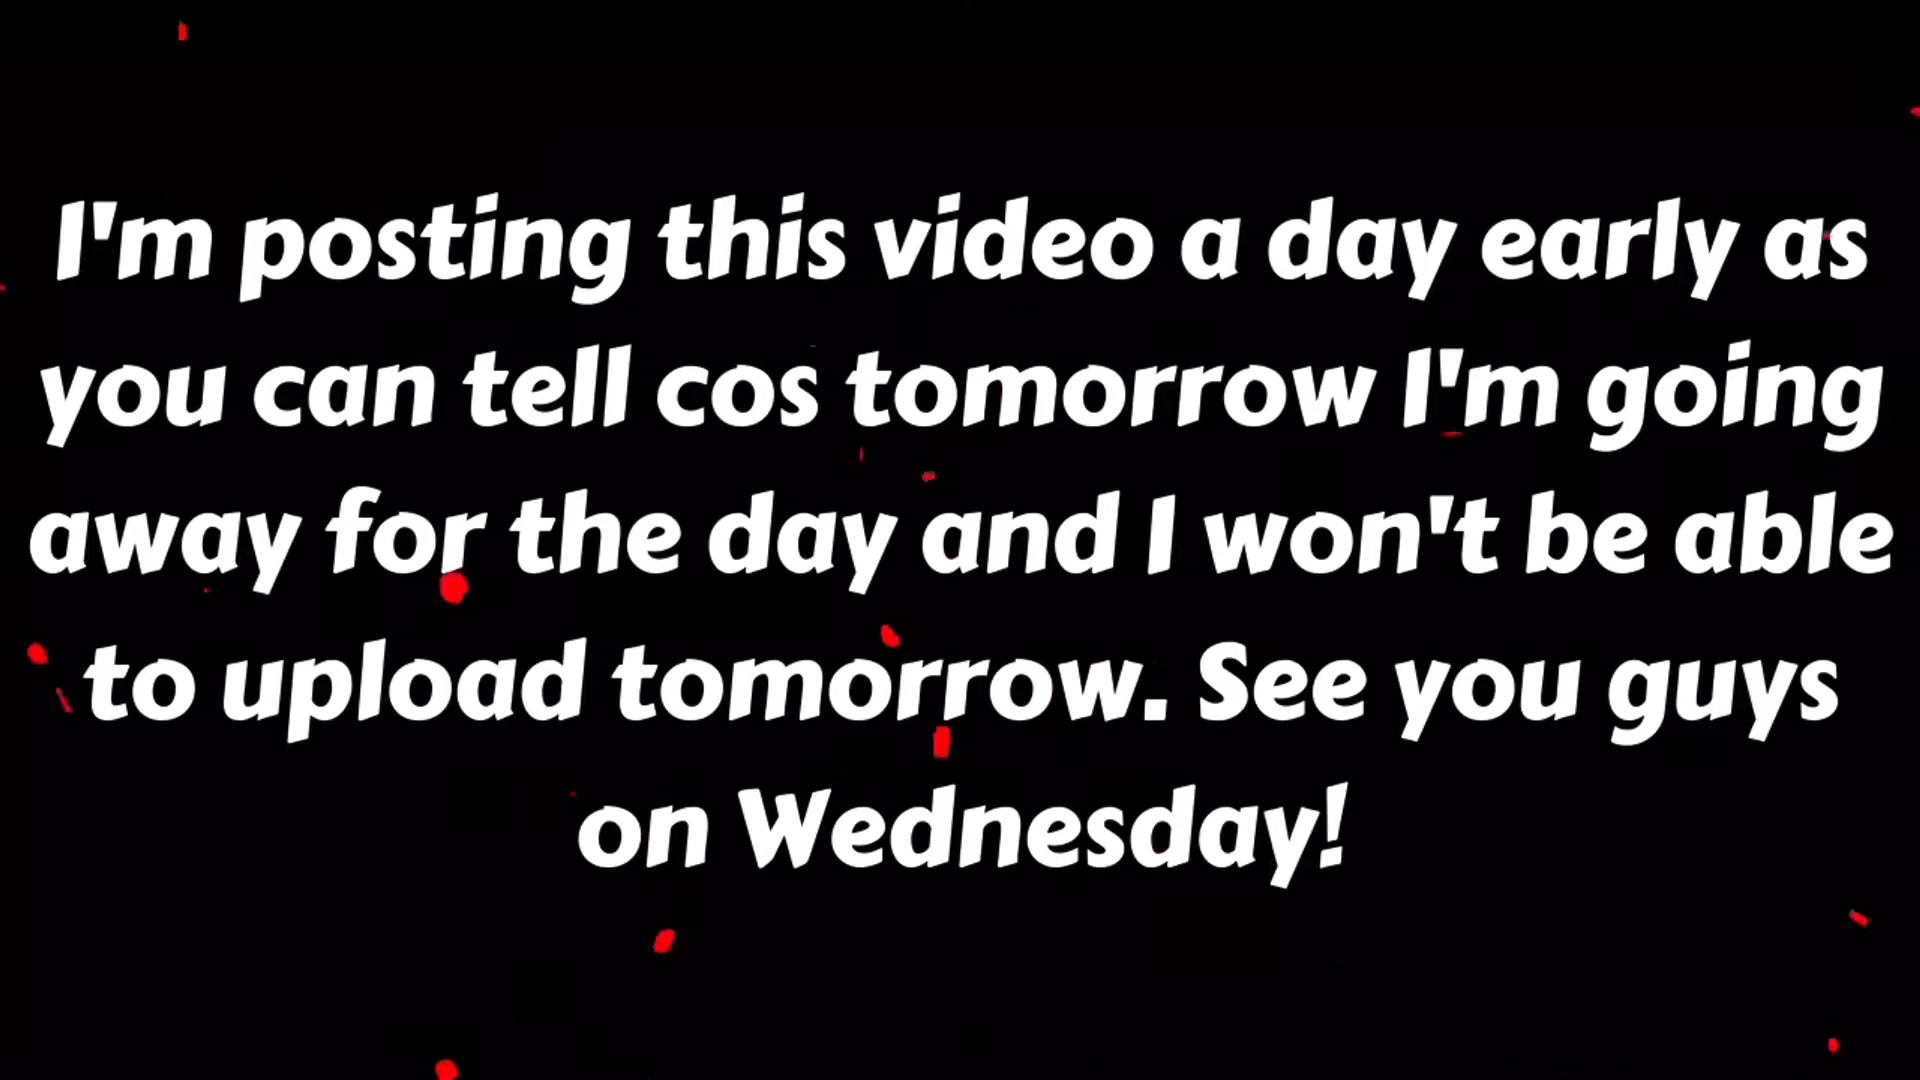 I'm posting this video a day early as
you can tell cos tomorrow I'm going
away for the day and I won't be able
to upload tomorrow. See you guys
on Wednesday!